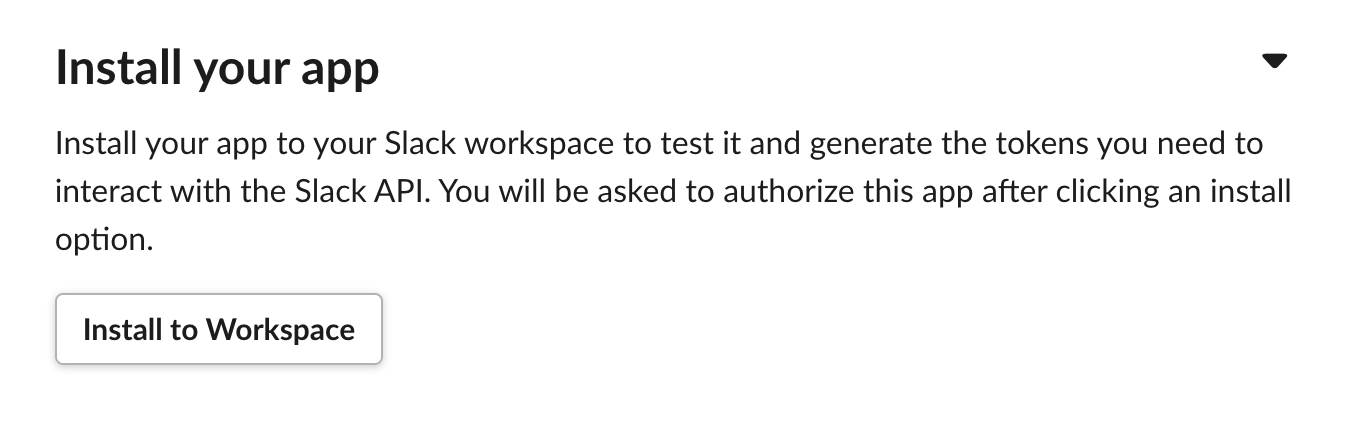 Install your app
Install your app to your Slack workspace to test it and generate the tokens you need to
interact with the Slack API. You will be asked to authorize this app after clicking an install
option.
Install to Workspace